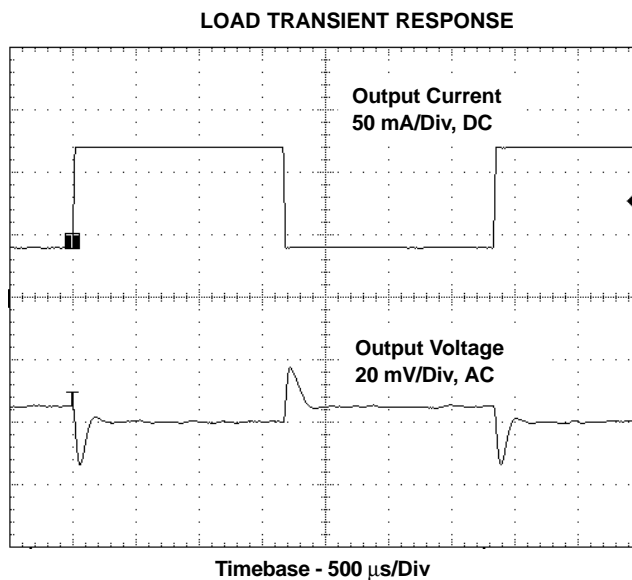 LOAD TRANSIENT RESPONSE
Output Current
50 mA/Div, DC
Output Voltage
20 mV/Div, AC
Timebase - 500 μs/Div